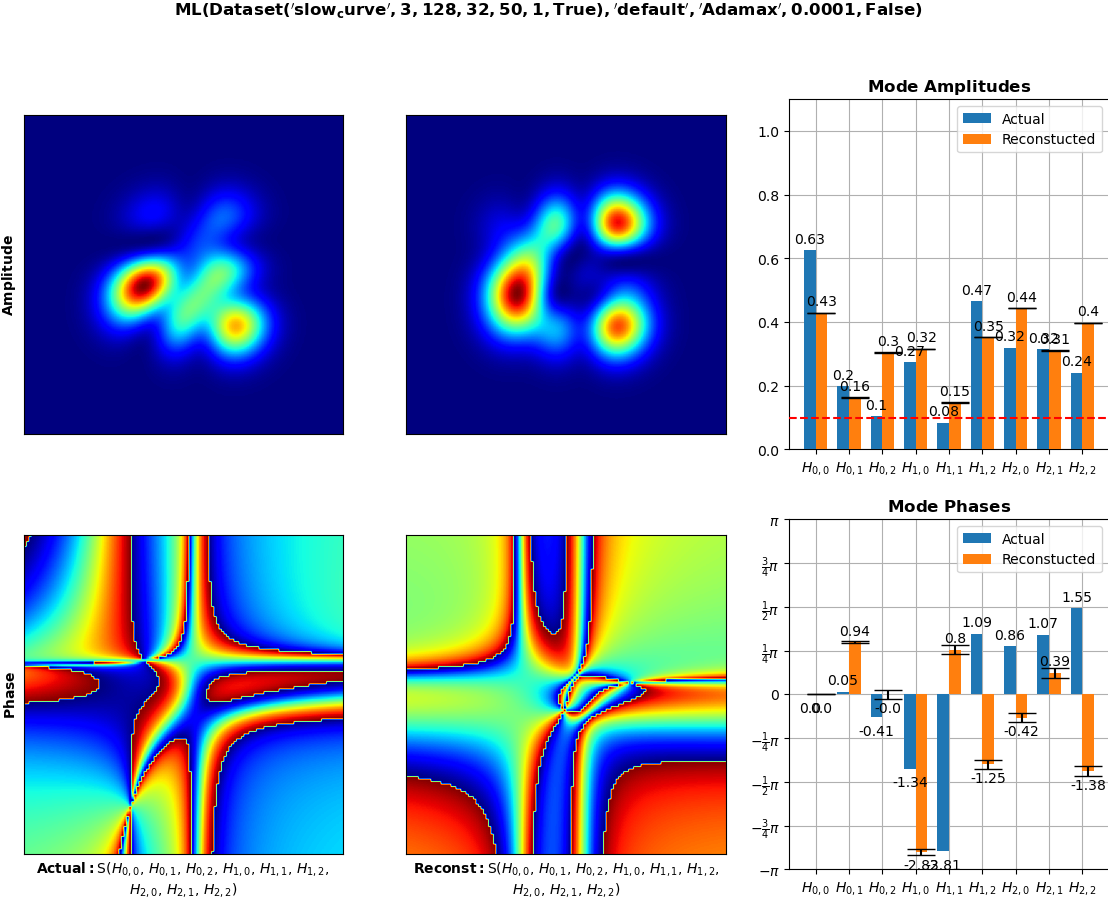 ML(Dataset('slow_curve', 3, 128, 32, 50, 1, True), 'default', 'Adamax', 0.0001, False)
Amplitude
Mode Amplitudes
Actual
Reconstucted
1.0
0.8
0.6
0.4
0.2
0.0
0.63
0.43
0.2
0.16
0.1
0.3
0.27
0.32
0.08
0.15
0.47
0.35
0.32
0.44
0.32
0.31
0.24
0.4
H0,0 H0,1 H0,2 H1,0 H1,1 H1,2 H2,0 H2,1 H2,2
Phase
Mode Phases
Actual
Reconstucted
π
3/4π
1/2π
1/4π
0
−1/4π
−1/2π
−3/4π
−π
0.0
0.0
0.05
0.94
-0.41
-0.0
-1.34
-2.83
-2.81
0.8
1.09
-1.25
0.86
-0.42
1.07
0.39
1.55
-1.38
H0,0 H0,1 H0,2 H1,0 H1,1 H1,2 H2,0 H2,1 H2,2
Actual: S(H0,0, H0,1, H0,2, H1,0, H1,1, H1,2,
H2,0, H2,1, H2,2)
Reconst: S(H0,0, H0,1, H0,2, H1,0, H1,1, H1,2,
H2,0, H2,1, H2,2)